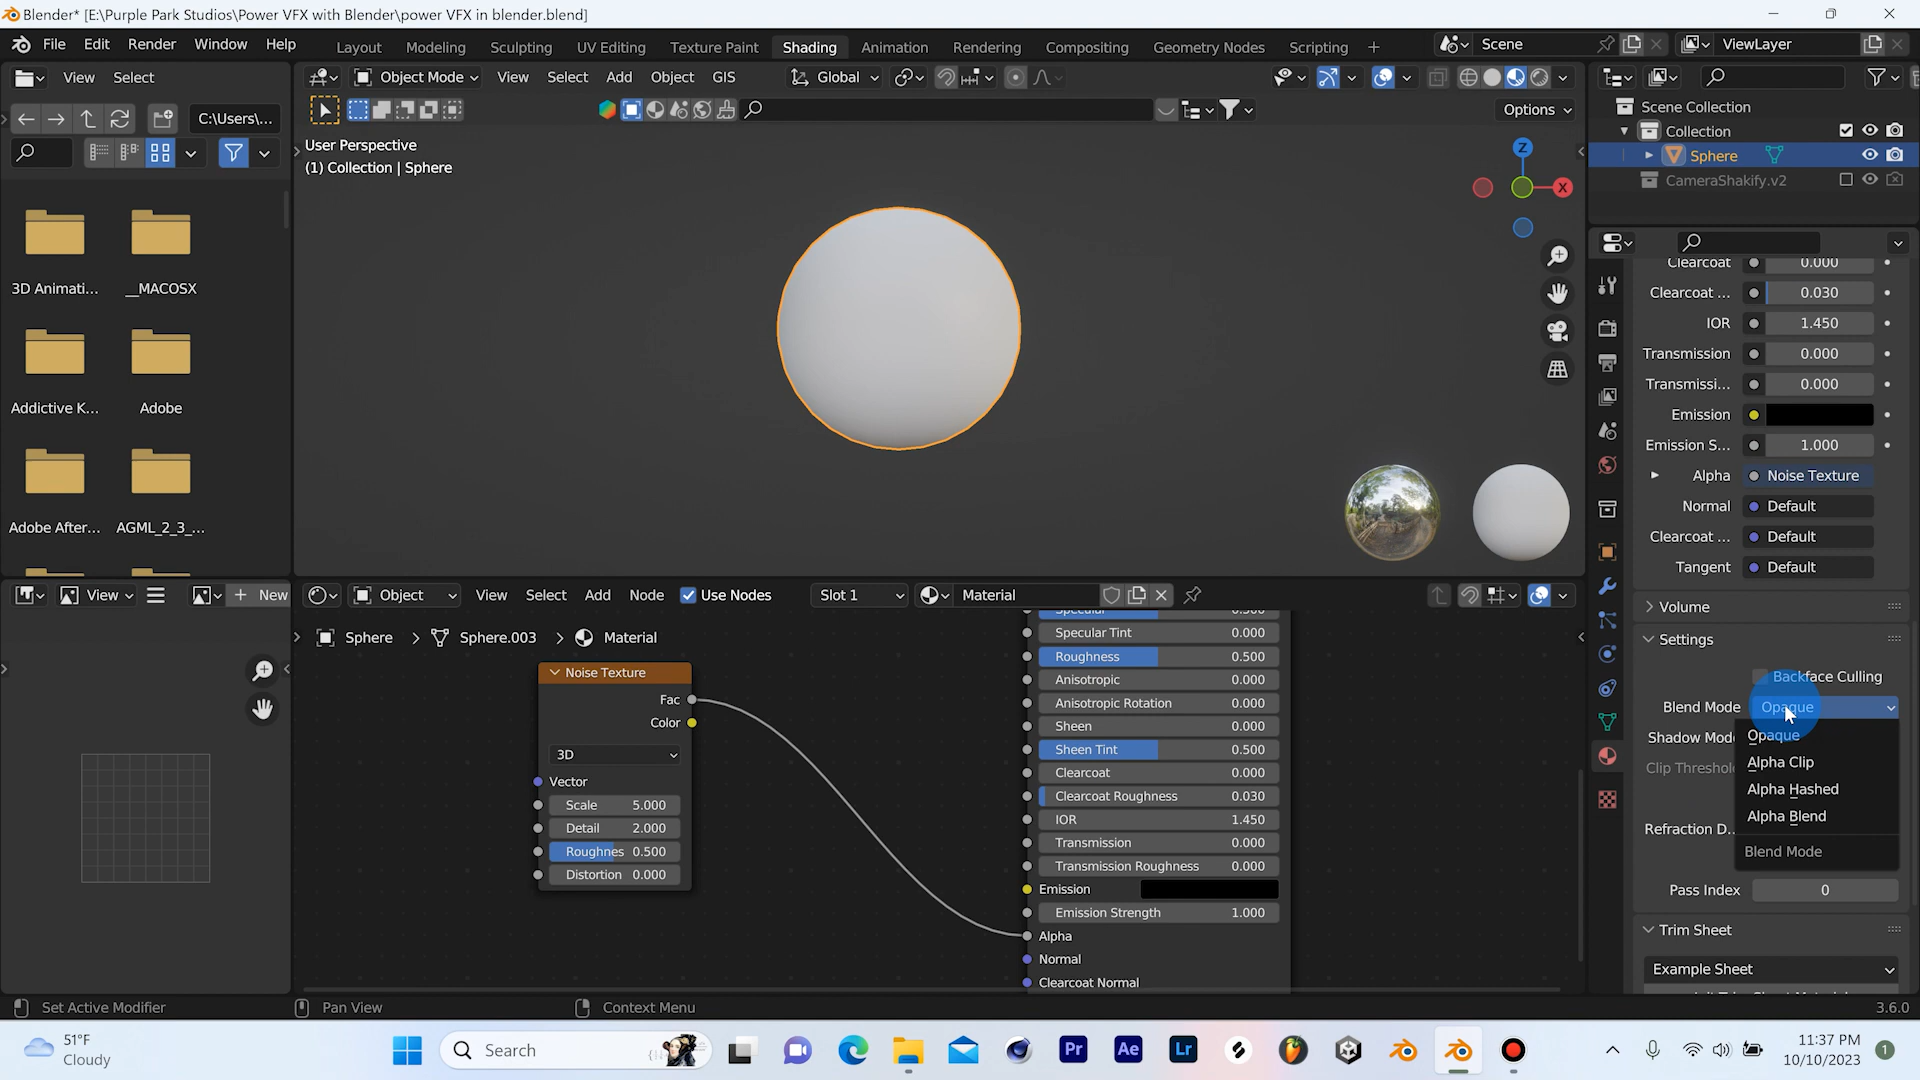 Blender* [E:\Purple Park Studios\Power VFX with Blender\power VFX in blender.blend]
File Edit Render Window Help
Layout Modeling Sculpting UV Editing Texture Paint Shading Animation Rendering Compositing Geometry Nodes Scripting +
Scene
ViewLayer
View Select
Object Mode View Select Add Object GIS Global
C:\Users\...
Options
User Perspective
(1) Collection | Sphere
Z
X
3D Animati... __MACOSX
Addictive K... Adobe
Adobe After... AGML_2_3_...
Scene Collection
Collection
Sphere
CameraShakify.v2
Clearcoat 0.000
Clearcoat ... 0.030
IOR 1.450
Transmission 0.000
Transmissi... 0.000
Emission
Emission S... 1.000
Alpha Noise Texture
Normal Default
Clearcoat ... Default
Tangent Default
Volume
Settings
Backface Culling
Blend Mode Opaque
Shadow Mode
Clip Threshold
Opaque
Alpha Clip
Alpha Hashed
Alpha Blend
Blend Mode
Refraction D...
Pass Index 0
Trim Sheet
Example Sheet
View
New
Object View Select Add Node Use Nodes Slot 1 Material
Sphere > Sphere.003 > Material
Noise Texture
Fac
Color
3D
Vector
Scale 5.000
Detail 2.000
Roughnes 0.500
Distortion 0.000
Specular 0.500
Specular Tint 0.000
Roughness 0.500
Anisotropic 0.000
Anisotropic Rotation 0.000
Sheen 0.000
Sheen Tint 0.500
Clearcoat 0.000
Clearcoat Roughness 0.030
IOR 1.450
Transmission 0.000
Transmission Roughness 0.000
Emission
Emission Strength 1.000
Alpha
Normal
Clearcoat Normal
Set Active Modifier
Pan View
Context Menu
3.6.0
51°F
Cloudy
Search
Pr
Ae
Lr
11:37 PM
10/10/2023
1